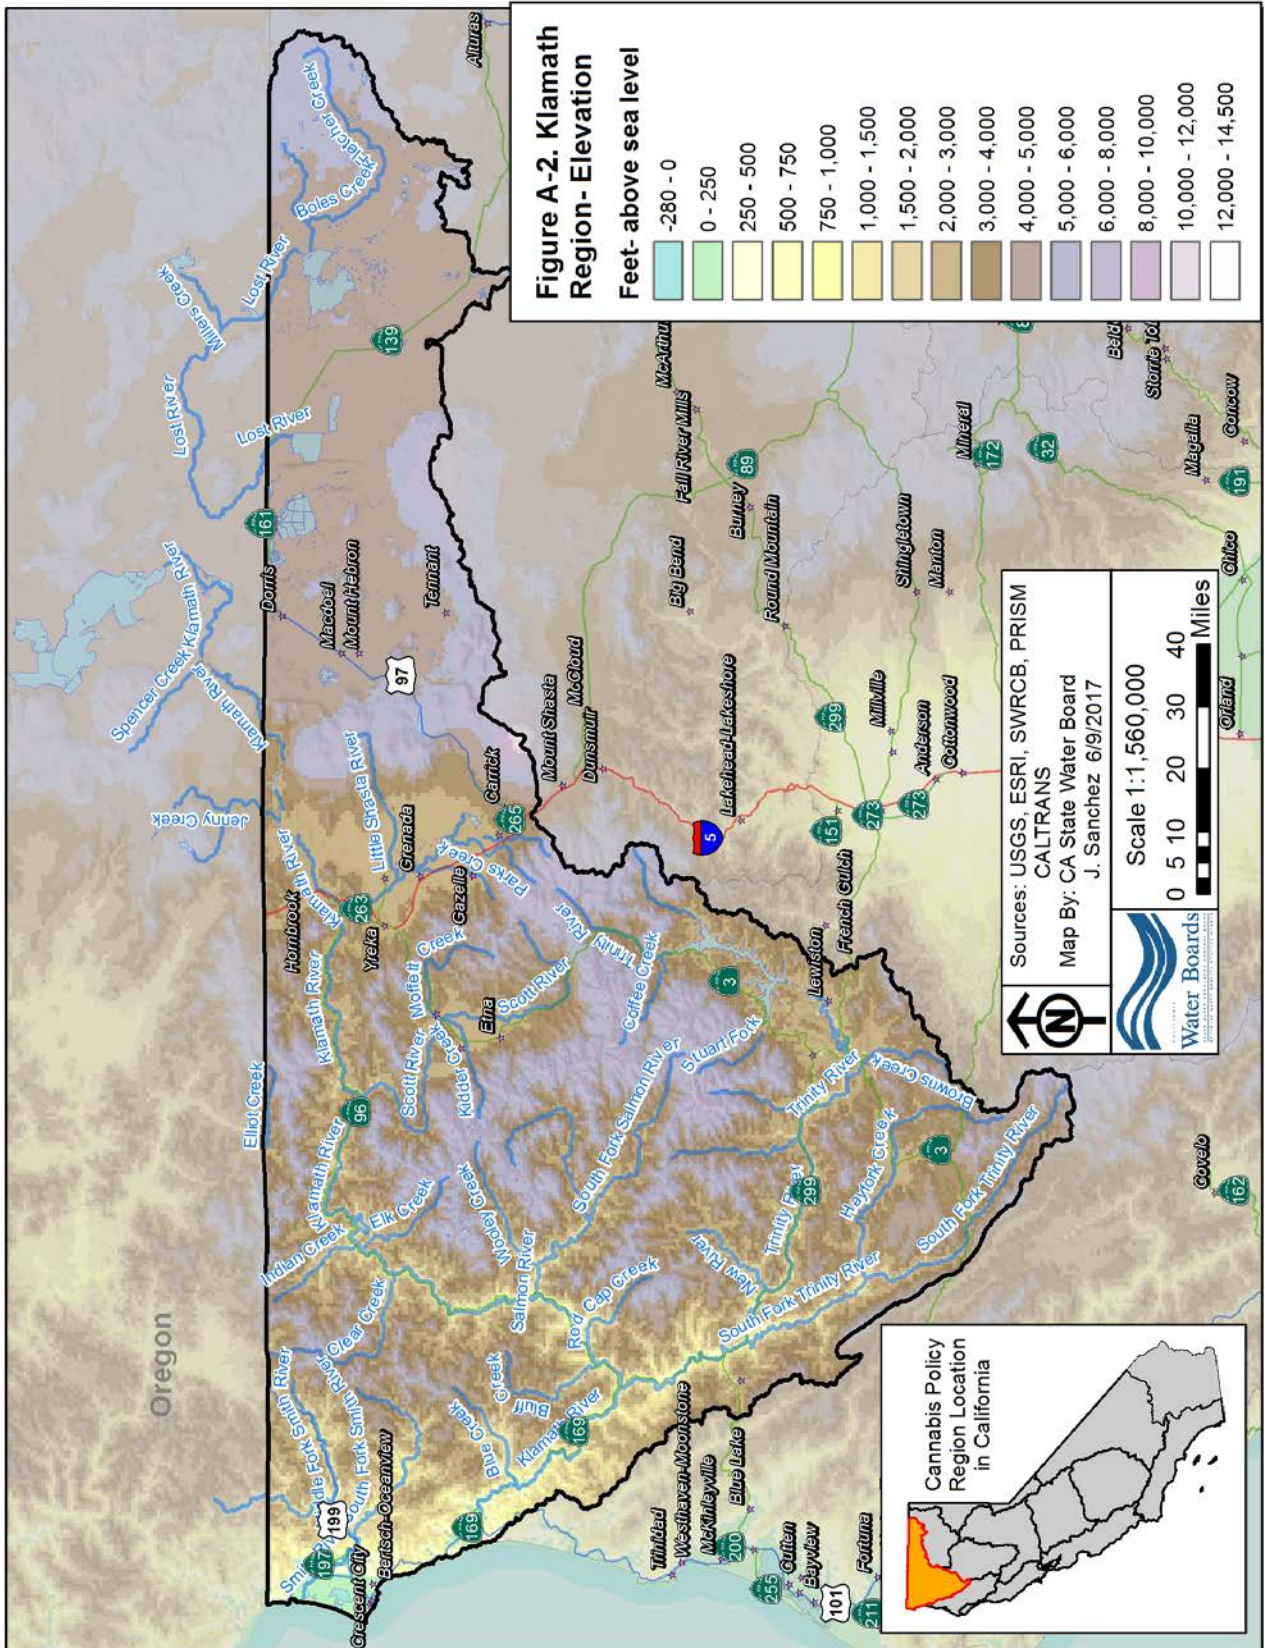 Figure A-2. Klamath
Region- Elevation
Feet- above sea level
-280 - 0
0 - 250
250 - 500
500 - 750
750 - 1,000
1,000 - 1,500
1,500 - 2,000
2,000 - 3,000
3,000 - 4,000
4,000 - 5,000
5,000 - 6,000
6,000 - 8,000
8,000 - 10,000
10,000 - 12,000
12,000 - 14,500
Oregon
Alturas
Fletcher Creek
Boles Creek
Lost River
Millers Creek
Lost River
Lost River
139
161
Dorris
Macdoel
Mount Hebron
Tennant
97
Klamath River
Spencer Creek
Klamath River
Klamath River
Jenny Creek
Klamath River
Little Shasta River
Grenada
Carrick
265
Parks Creek
Gazelle
Hornbrook
Klamath River
263
Yreka
Klamath River
Moffett Creek
Scott River
Etna
Kidder Creek
Scott River
Trinity River
Coffee Creek
Elliot Creek
96
Klamath River
Indian Creek
Elk Creek
Wooley Creek
South Fork Salmon River
Salmon River
Stuart Fork
3
Lewiston
French Gulch
Trinity River
Browns Creek
Trinity River
299
Hayfork Creek
3
South Fork Trinity River
New River
South Fork Trinity River
Red Cap Creek
Clear Creek
Bluff Creek
Blue Creek
Klamath River
169
169
199
197
Crescent City
Bertsch-Oceanview
Trinidad
Westhaven-Moonstone
McKinleyville
Blue Lake
200
255
Cutten
Bayview
101
Fortuna
211
Mount Shasta
McCloud
Dunsmuir
Lakehead-Lakeshore
5
151
273
273
299
Millville
Anderson
Cottonwood
Big Bend
Round Mountain
Burney
89
Fall River Mills
Shingletown
Manton
Mineral
172
32
Magalia
Concow
191
Chico
Orland
Covelo
162
Sources: USGS, ESRI, SWRCB, PRISM
CALTRANS
Map By: CA State Water Board
J. Sanchez 6/9/2017
N
Water Boards
Scale 1:1,560,000
0 5 10 20 30 40
Miles
Cannabis Policy
Region Location
in California